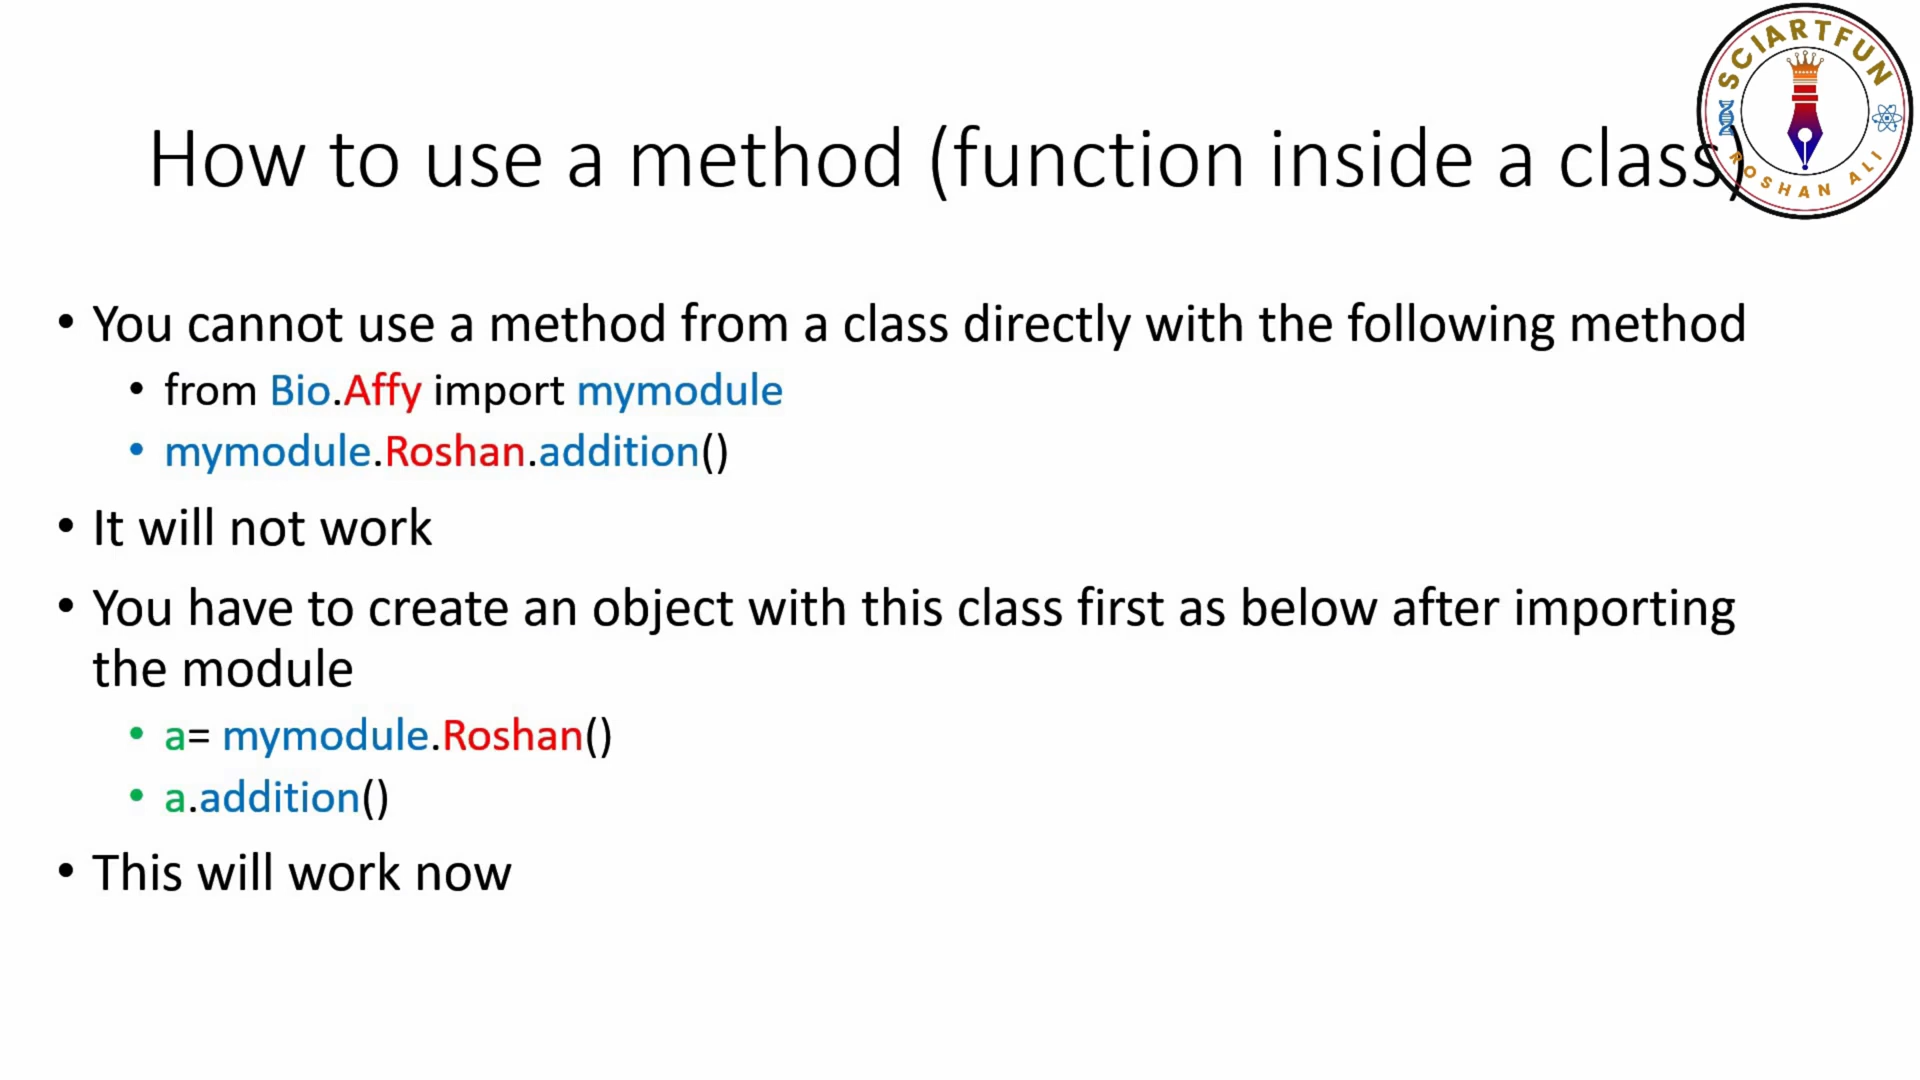 SCIARTFUN
ROSHAN ALI
How to use a method (function inside a class)
• You cannot use a method from a class directly with the following method
• from Bio.Affy import mymodule
• mymodule.Roshan.addition()
• It will not work
• You have to create an object with this class first as below after importing
the module
• a= mymodule.Roshan()
• a.addition()
• This will work now